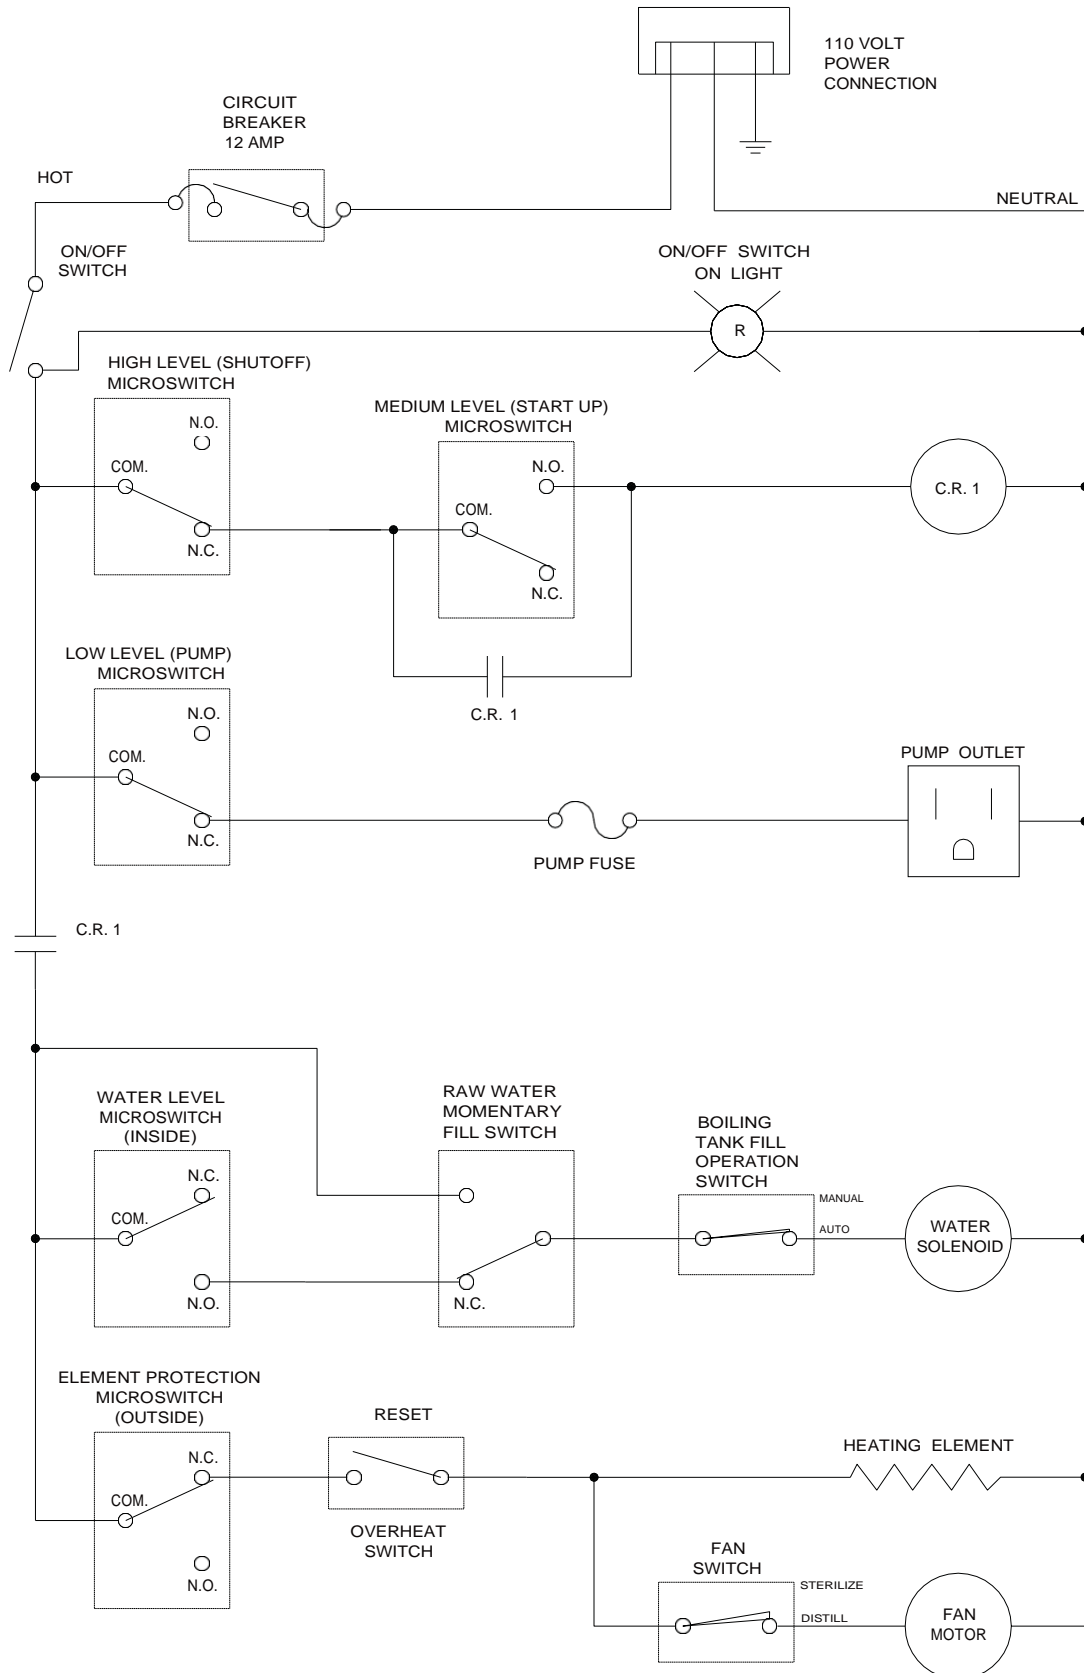 110 VOLT
POWER
CONNECTION
CIRCUIT
BREAKER
12 AMP
HOT
NEUTRAL
ON/OFF
SWITCH
ON/OFF SWITCH
ON LIGHT
R
HIGH LEVEL (SHUTOFF)
MICROSWITCH
N.O.
COM.
N.C.
MEDIUM LEVEL (START UP)
MICROSWITCH
N.O.
COM.
N.C.
C.R. 1
C.R. 1
LOW LEVEL (PUMP)
MICROSWITCH
N.O.
COM.
N.C.
PUMP FUSE
PUMP OUTLET
C.R. 1
WATER LEVEL
MICROSWITCH
(INSIDE)
N.C.
COM.
N.O.
RAW WATER
MOMENTARY
FILL SWITCH
N.C.
BOILING
TANK FILL
OPERATION
SWITCH
MANUAL
AUTO
WATER
SOLENOID
ELEMENT PROTECTION
MICROSWITCH
(OUTSIDE)
N.C.
COM.
N.O.
RESET
OVERHEAT
SWITCH
HEATING ELEMENT
FAN
SWITCH
STERILIZE
DISTILL
FAN
MOTOR